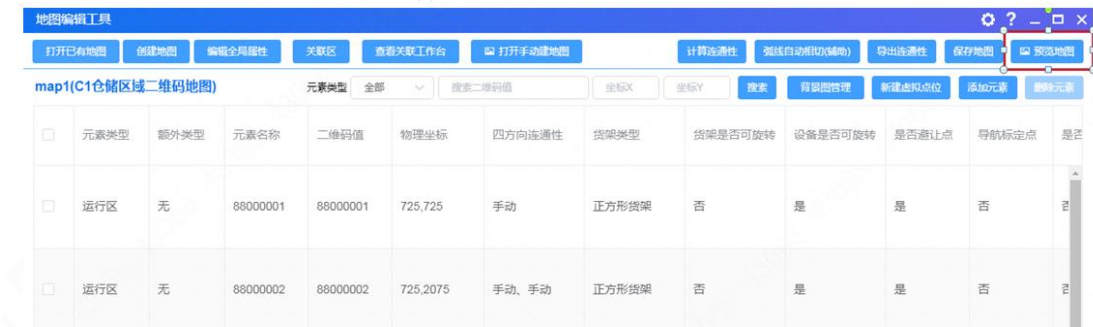 地图编辑工具
打开已有地图 创建地图 编辑全局属性 关联区 查看关联工作台 打开手动建地图 计算连通性 弧线自动相切(辅助) 导出连通性 保存地图 预览地图
map1(C1仓储区域二维码地图) 元素类型 全部 搜索二维码值 坐标X 坐标Y 搜索 背景图管理 新建虚拟点位 添加元素 删除元素
元素类型 额外类型 元素名称 二维码值 物理坐标 四方向连通性 货架类型 货架是否可旋转 设备是否可旋转 是否避让点 导航标定点 是否
运行区 无 88000001 88000001 725,725 手动 正方形货架 否 是 是 否 否
运行区 无 88000002 88000002 725,2075 手动、手动 正方形货架 否 是 是 否 否